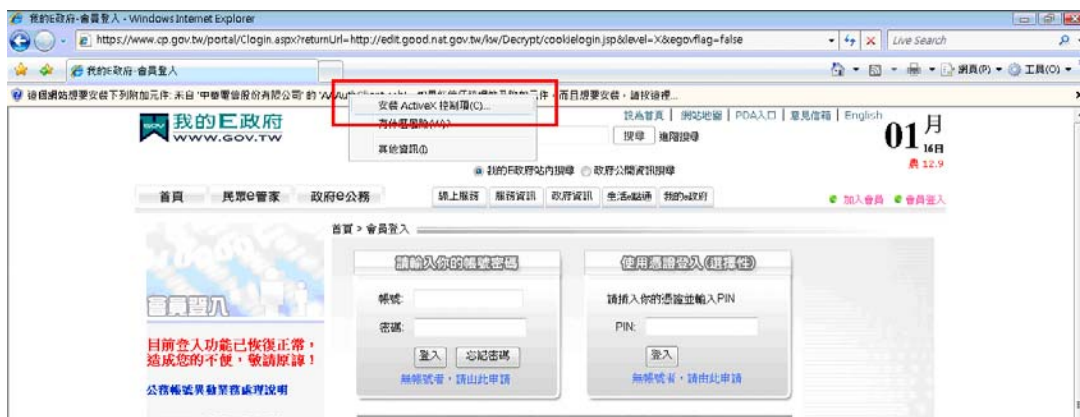 我的E政府-會員登入 - Windows Internet Explorer
https://www.cp.gov.tw/portal/Clogin.aspx?returnUrl=http://edit.good.nat.gov.tw/kw/Decrypt/cookielogin.jsp&level=X&egovflag=false
Live Search
我的E政府-會員登入
網頁(P)
工具(O)
這個網站想要安裝下列附加元件: 來自 '中華電信股份有限公司' 的
件,而且想要安裝,請按這裡...
安裝 ActiveX 控制項(C)...
其他資訊(I)
我的E政府
WWW.GOV.TW
設為首頁 | 網站地圖 | PDA入口 | 意見信箱 | English
搜尋 進階搜尋
01月
16日
農 12.9
我的E政府站內搜尋 政府公開資訊搜尋
首頁 民眾e管家 政府e公務
線上服務 服務資訊 政府資訊 生活e點通 我的e政府
加入會員 會員登入
首頁 > 會員登入
會員登入
請輸入你的帳號密碼
帳號:
密碼:
登入 忘記密碼
無帳號者,請由此申請
使用憑證登入(選擇性)
請插入你的憑證並輸入PIN
PIN:
登入
無帳號者,請由此申請
目前登入功能已恢復正常,
造成您的不便,敬請原諒!
公務帳號異動業務處理說明